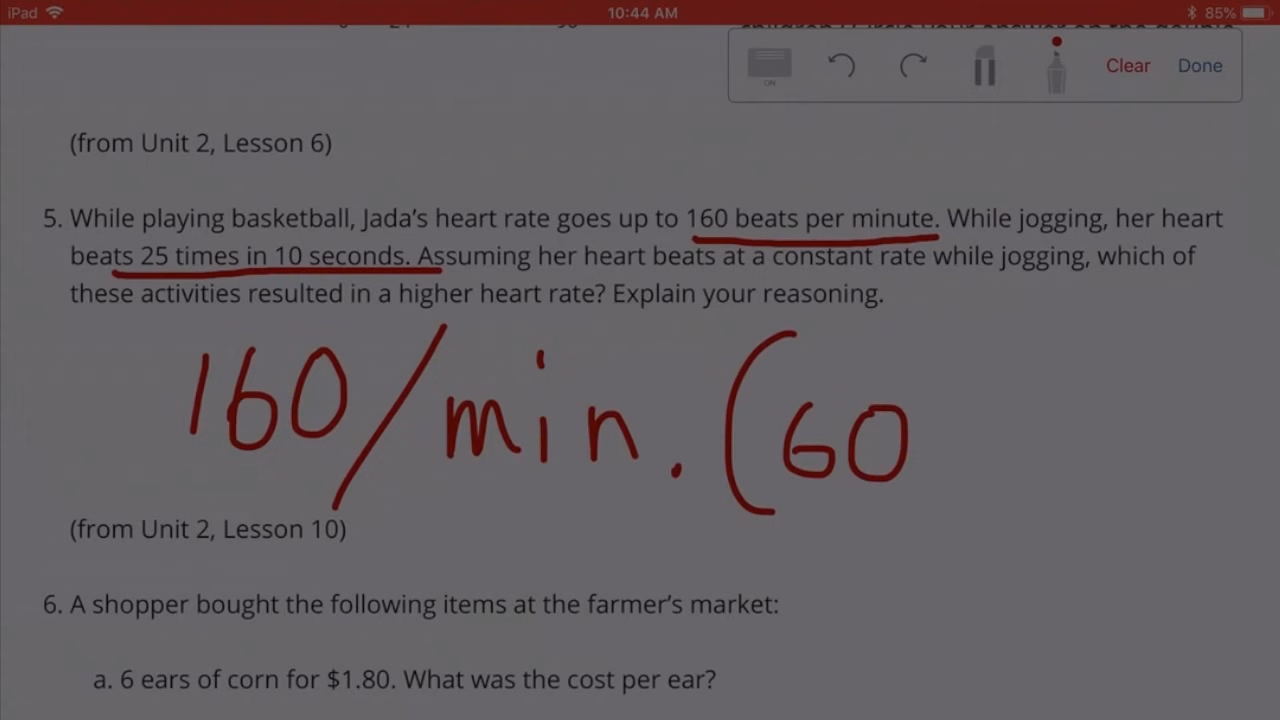 iPad 10:44 AM 85%
ON Clear Done
(from Unit 2, Lesson 6)
5. While playing basketball, Jada’s heart rate goes up to 160 beats per minute. While jogging, her heart
beats 25 times in 10 seconds. Assuming her heart beats at a constant rate while jogging, which of
these activities resulted in a higher heart rate? Explain your reasoning.
160/min. (60
(from Unit 2, Lesson 10)
6. A shopper bought the following items at the farmer’s market:
a. 6 ears of corn for $1.80. What was the cost per ear?